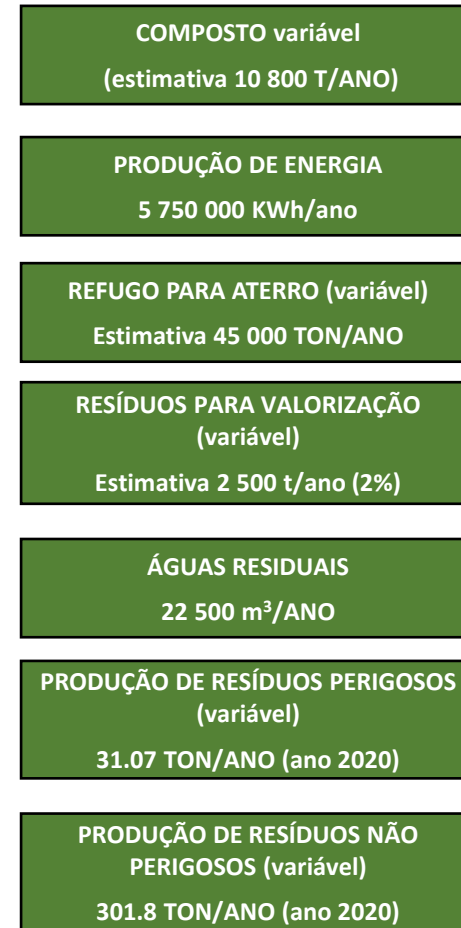 COMPOSTO variável
(estimativa 10 800 T/ANO)
PRODUÇÃO DE ENERGIA
5 750 000 KWh/ano
REFUGO PARA ATERRO (variável)
Estimativa 45 000 TON/ANO
RESÍDUOS PARA VALORIZAÇÃO
(variável)
Estimativa 2 500 t/ano (2%)
ÁGUAS RESIDUAIS
22 500 m³/ANO
PRODUÇÃO DE RESÍDUOS PERIGOSOS
(variável)
31.07 TON/ANO (ano 2020)
PRODUÇÃO DE RESÍDUOS NÃO
PERIGOSOS (variável)
301.8 TON/ANO (ano 2020)